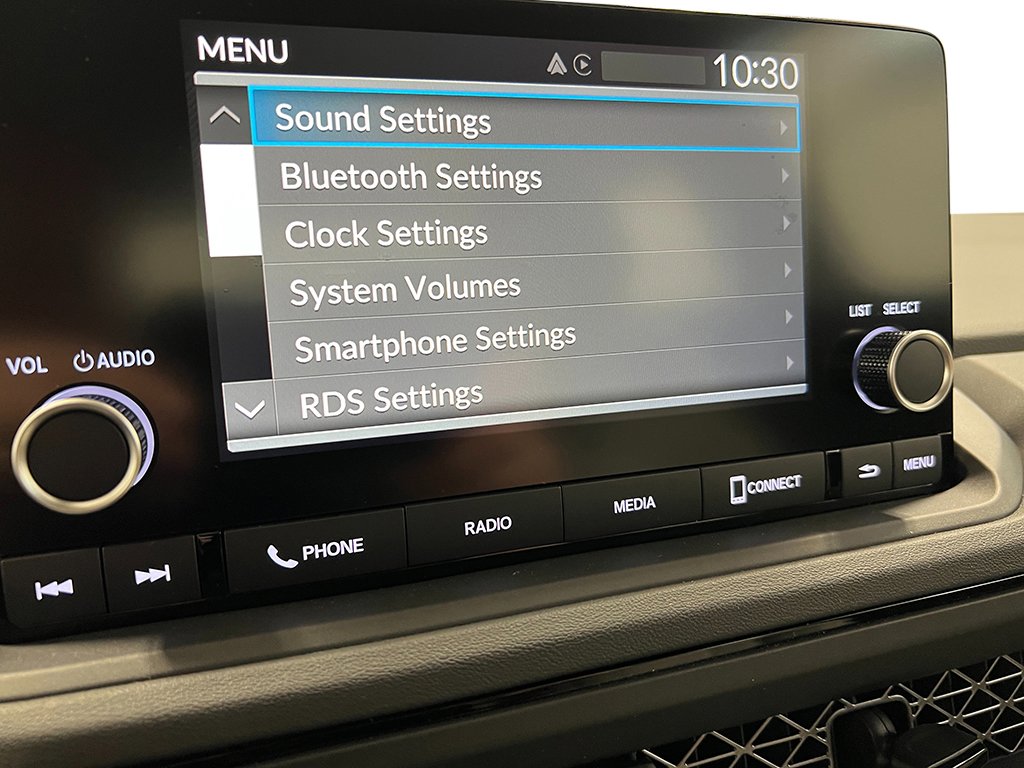 MENU
10:30
Sound Settings
Bluetooth Settings
Clock Settings
System Volumes
Smartphone Settings
RDS Settings
VOL AUDIO
LIST SELECT
PHONE
RADIO
MEDIA
CONNECT
MENU